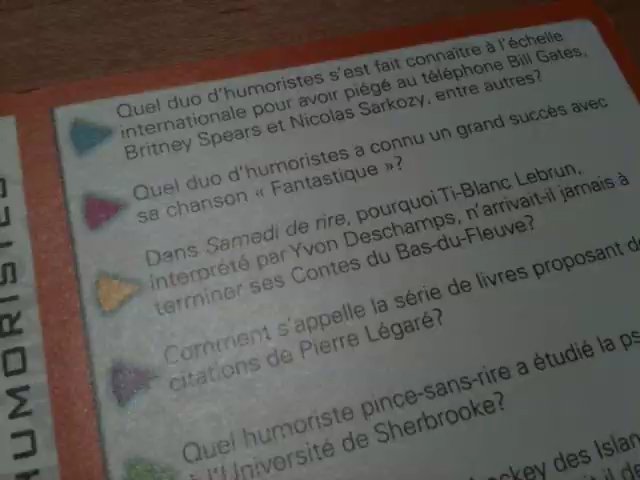 Quel duo d'humoristes s'est fait connaître à l'échelle
internationale pour avoir piégé au téléphone Bill Gates,
Britney Spears et Nicolas Sarkozy, entre autres?
Quel duo d'humoristes a connu un grand succès avec
sa chanson « Fantastique »?
Dans Samedi de rire, pourquoi Ti-Blanc Lebrun,
interprété par Yvon Deschamps, n'arrivait-il jamais à
terminer ses Contes du Bas-du-Fleuve?
Comment s'appelle la série de livres proposant
citations de Pierre Légaré?
Quel humoriste pince-sans-rire a étudié la ps
l'Université de Sherbrooke?
ckey des Islan
HUMORISTES